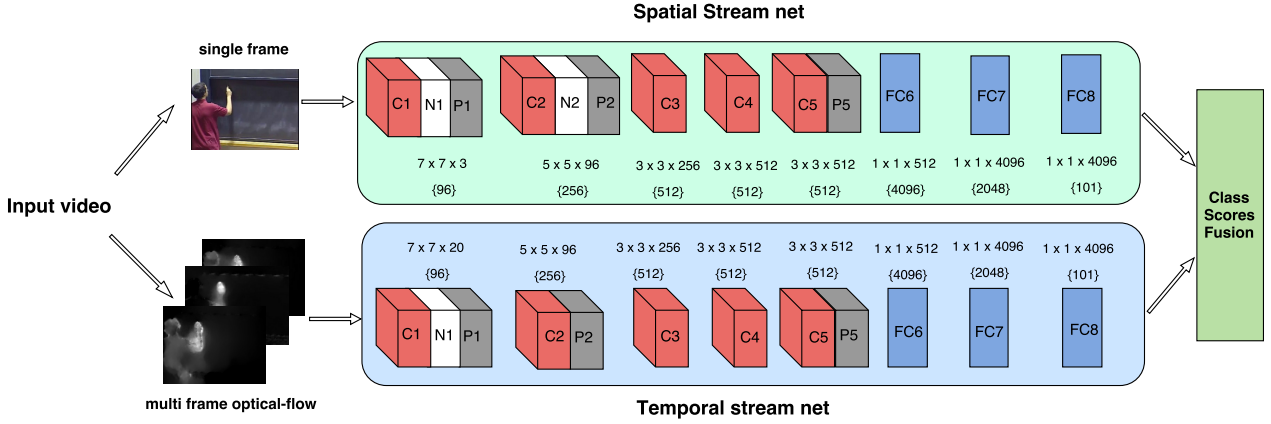 Spatial Stream net
single frame
C1 N1 P1 C2 N2 P2 C3 C4 C5 P5 FC6 FC7 FC8
7 x 7 x 3 5 x 5 x 96 3 x 3 x 256 3 x 3 x 512 3 x 3 x 512 1 x 1 x 512 1 x 1 x 4096 1 x 1 x 4096
{96} {256} {512} {512} {512} {4096} {2048} {101}
Input video
Class
Scores
Fusion
7 x 7 x 20 5 x 5 x 96 3 x 3 x 256 3 x 3 x 512 3 x 3 x 512 1 x 1 x 512 1 x 1 x 4096 1 x 1 x 4096
{96} {256} {512} {512} {512} {4096} {2048} {101}
C1 N1 P1 C2 P2 C3 C4 C5 P5 FC6 FC7 FC8
multi frame optical-flow
Temporal stream net